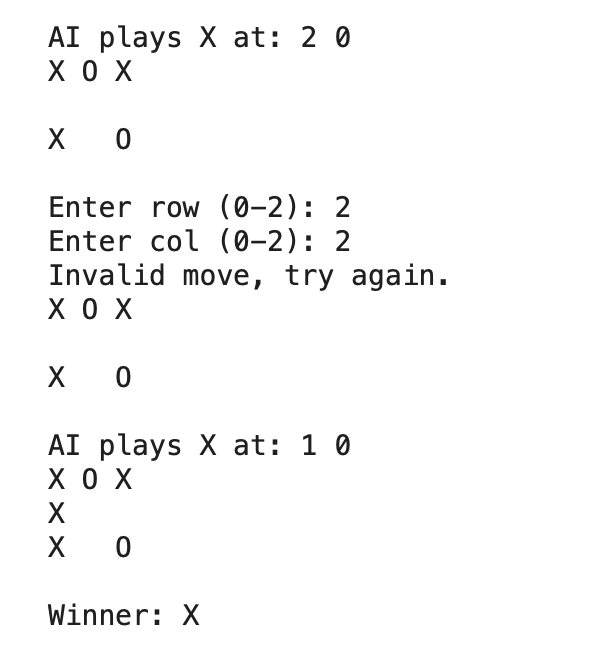 AI plays X at: 2 0
X O X
X   O
Enter row (0-2): 2
Enter col (0-2): 2
Invalid move, try again.
X O X
X   O
AI plays X at: 1 0
X O X
X
X   O
Winner: X